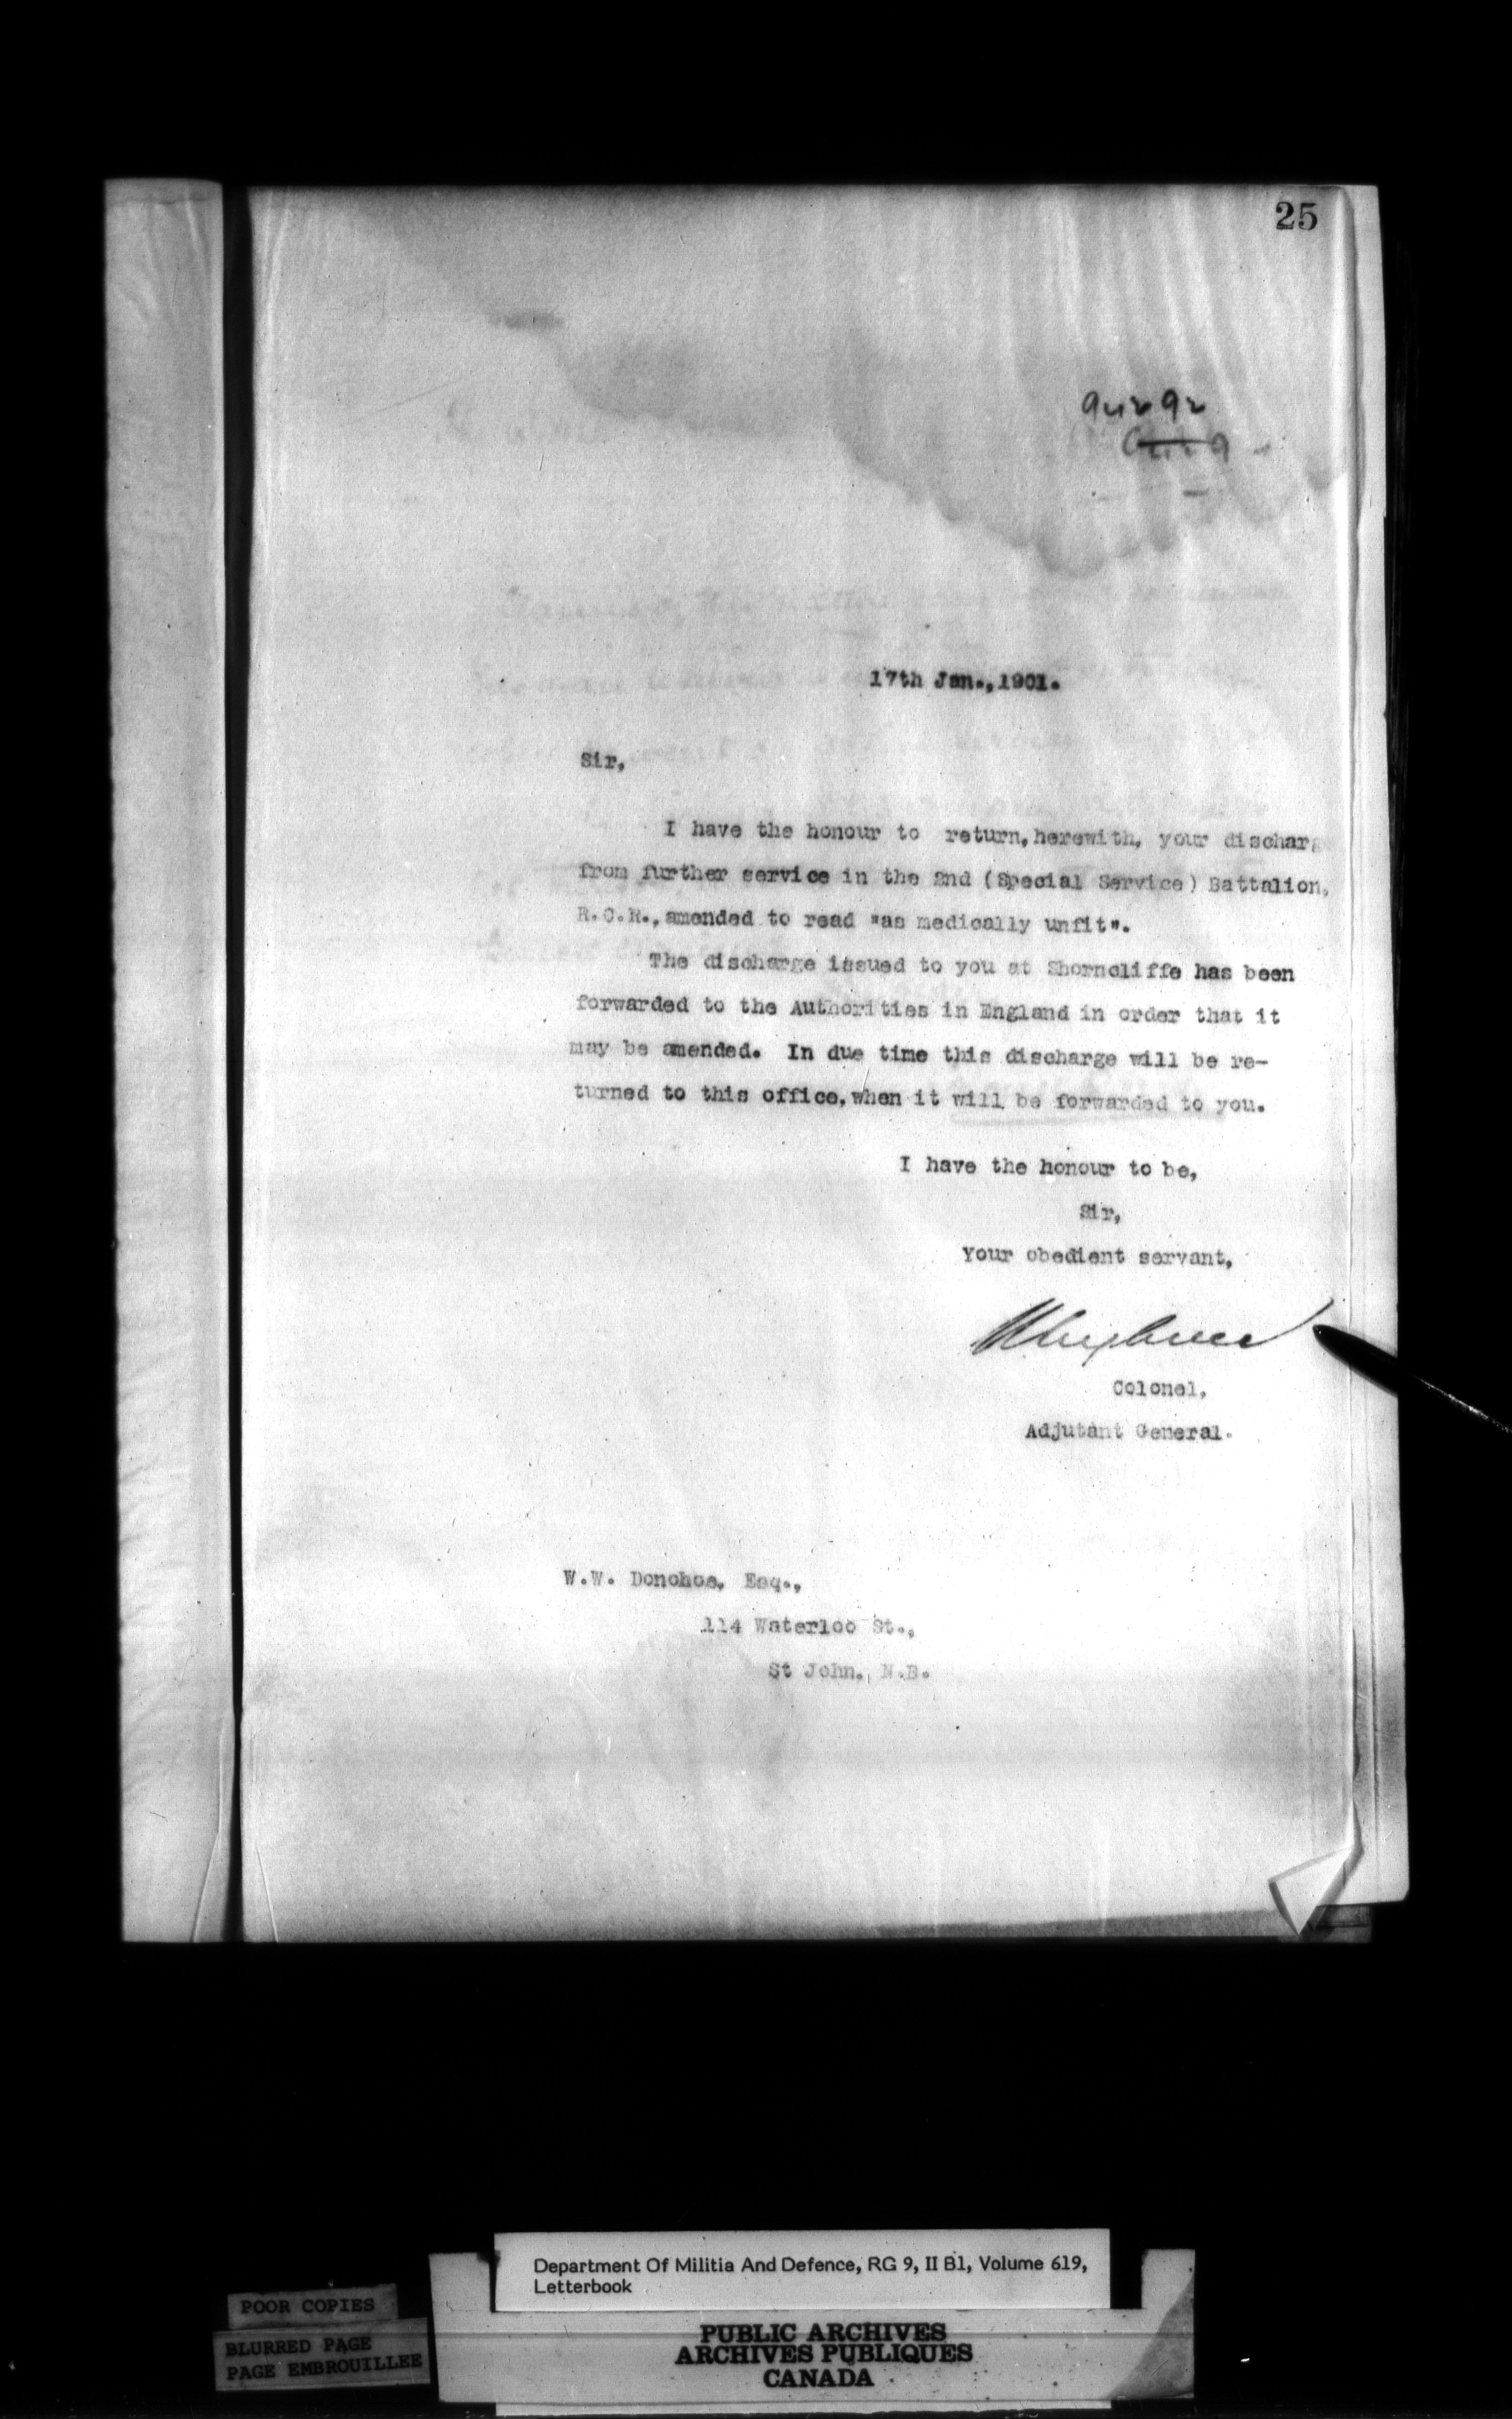 25
17th Jan.,1901.
Sir,
I have the honour to return,herewith, your discharg
from further service in the 2nd (Special Service) Battalion,
R.C.R.,amended to read "as medically unfit".
The discharge issued to you at Shorncliffe has been
forwarded to the Authorities in England in order that it
may be amended. In due time this discharge will be re-
turned to this office,when it will be forwarded to you.
I have the honour to be,
Sir,
Your obedient servant,
Colonel,
Adjutant General.
W.W. Donohoe, Esq.,
114 Waterloo St.,
St John, N.B.
Department Of Militia And Defence, RG 9, II B1, Volume 619,
Letterbook
POOR COPIES
BLURRED PAGE
PAGE EMBROUILLEE
PUBLIC ARCHIVES
ARCHIVES PUBLIQUES
CANADA